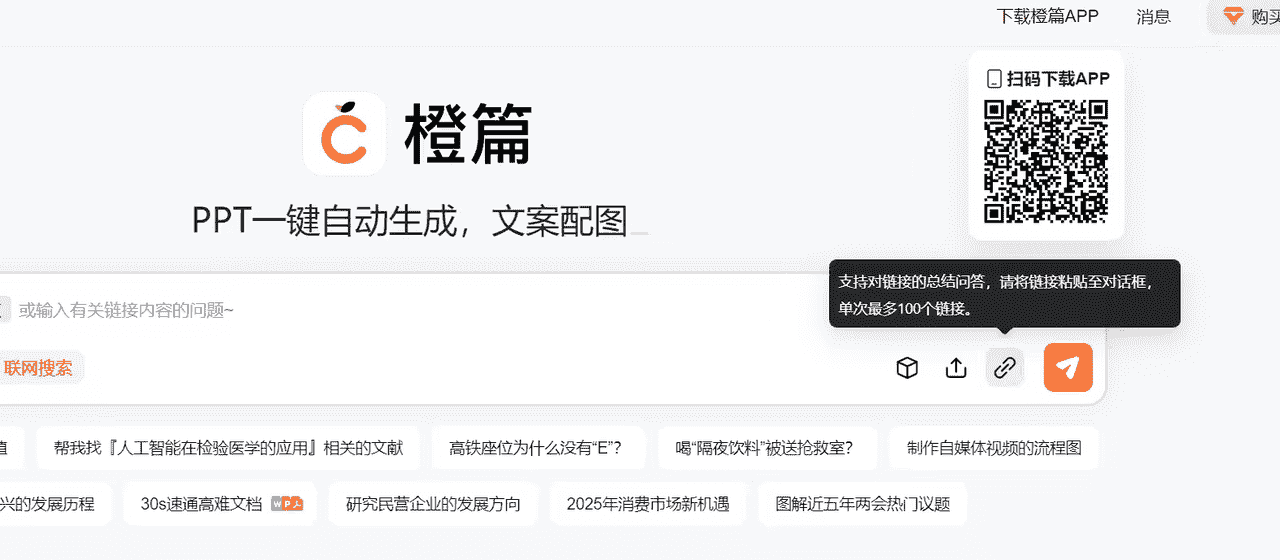 下载橙篇APP 消息 购买
扫码下载APP
橙篇
PPT一键自动生成，文案配图_
支持对链接的总结问答，请将链接粘贴至对话框，
单次最多100个链接。
或输入有关链接内容的问题~
联网搜索
值 帮我找『人工智能在检验医学的应用』相关的文献 高铁座位为什么没有“E”？ 喝“隔夜饮料”被送抢救室？ 制作自媒体视频的流程图
兴的发展历程 30s速通高难文档 W P 研究民营企业的发展方向 2025年消费市场新机遇 图解近五年两会热门议题